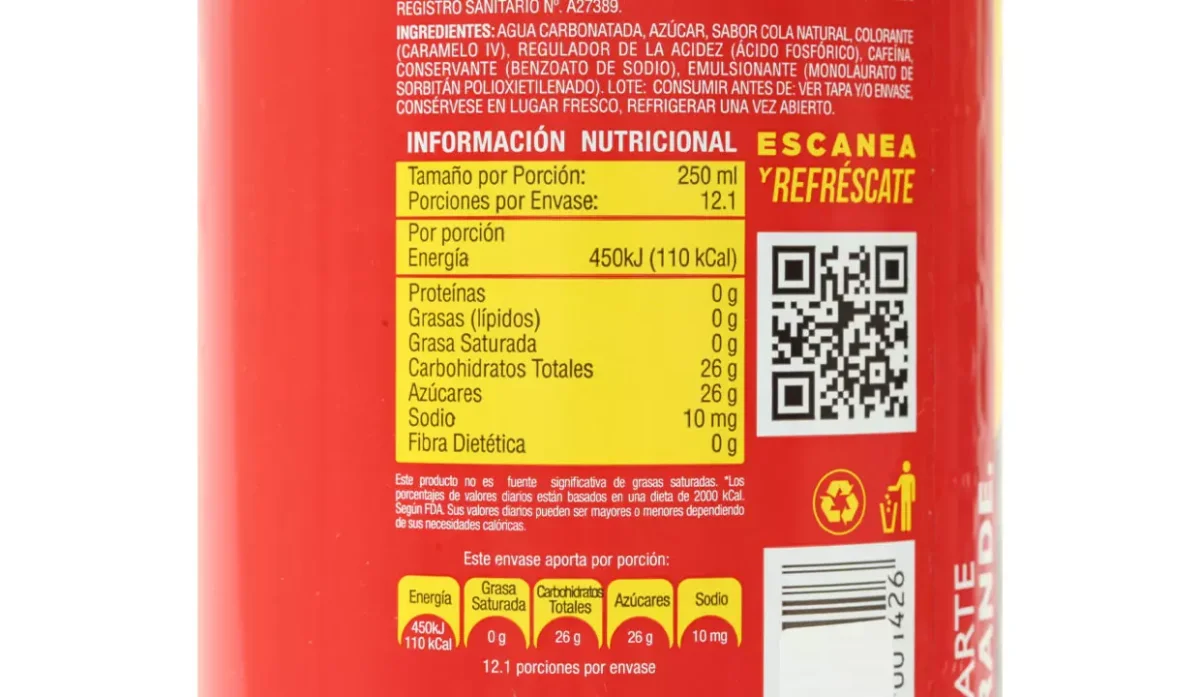 REGISTRO SANITARIO Nº. A27389.
INGREDIENTES: AGUA CARBONATADA, AZÚCAR, SABOR COLA NATURAL, COLORANTE
(CARAMELO IV), REGULADOR DE LA ACIDEZ (ÁCIDO FOSFÓRICO), CAFEÍNA,
CONSERVANTE (BENZOATO DE SODIO), EMULSIONANTE (MONOLAURATO DE
SORBITÁN POLIOXIETILENADO). LOTE: CONSUMIR ANTES DE: VER TAPA Y/O ENVASE,
CONSÉRVESE EN LUGAR FRESCO, REFRIGERAR UNA VEZ ABIERTO.
INFORMACIÓN NUTRICIONAL
Tamaño por Porción: 250 ml
Porciones por Envase: 12.1
Por porción
Energía 450kJ (110 kCal)
Proteínas 0 g
Grasas (lípidos) 0 g
Grasa Saturada 0 g
Carbohidratos Totales 26 g
Azúcares 26 g
Sodio 10 mg
Fibra Dietética 0 g
Este producto no es fuente significativa de grasas saturadas. *Los
porcentajes de valores diarios están basados en una dieta de 2000 kCal.
Según FDA. Sus valores diarios pueden ser mayores o menores dependiendo
de sus necesidades calóricas.
Este envase aporta por porción:
Energía
450kJ
110 kCal
Grasa
Saturada
0 g
Carbohidratos
Totales
26 g
Azúcares
26 g
Sodio
10 mg
12.1 porciones por envase
ESCANEA
Y REFRÉSCATE
001426
ARTE
RANDE.